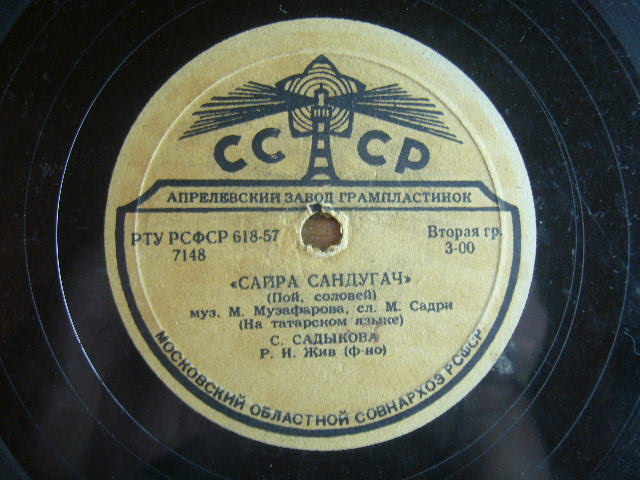 СССР
АПРЕЛЕВСКИЙ ЗАВОД ГРАМПЛАСТИНОК
РТУ РСФСР 618-57
7148
Вторая гр.
3-00
«САЙРА САНДУГАЧ»
(Пой, соловей)
муз. М. Музафарова, сл. М. Садри
(На татарском языке)
С. САДЫКОВА
Р. И. Жив (ф-но)
МОСКОВСКИЙ ОБЛАСТНОЙ СОВНАРХОЗ РСФСР